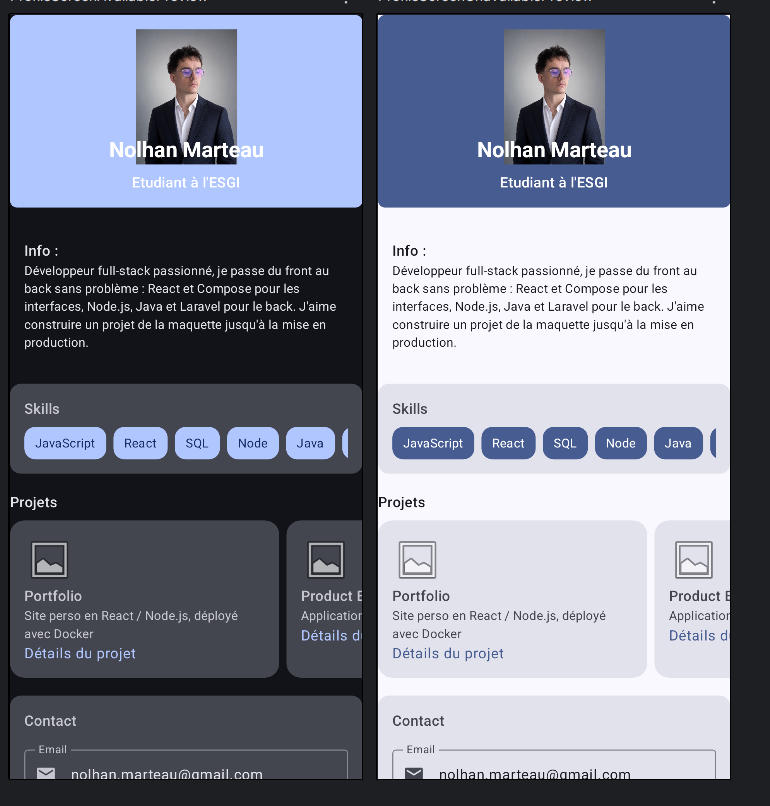 Nolhan Marteau
Etudiant à l'ESGI
Info :
Développeur full-stack passionné, je passe du front au
back sans problème : React et Compose pour les
interfaces, Node.js, Java et Laravel pour le back. J'aime
construire un projet de la maquette jusqu'à la mise en
production.
Skills
JavaScript React SQL Node Java
Projets
Portfolio
Site perso en React / Node.js, déployé
avec Docker
Détails du projet
Product
Application
Détails
Contact
Email
nolhan.marteau@gmail.com
Nolhan Marteau
Etudiant à l'ESGI
Info :
Développeur full-stack passionné, je passe du front au
back sans problème : React et Compose pour les
interfaces, Node.js, Java et Laravel pour le back. J'aime
construire un projet de la maquette jusqu'à la mise en
production.
Skills
JavaScript React SQL Node Java
Projets
Portfolio
Site perso en React / Node.js, déployé
avec Docker
Détails du projet
Product
Application
Détails
Contact
Email
nolhan.marteau@gmail.com